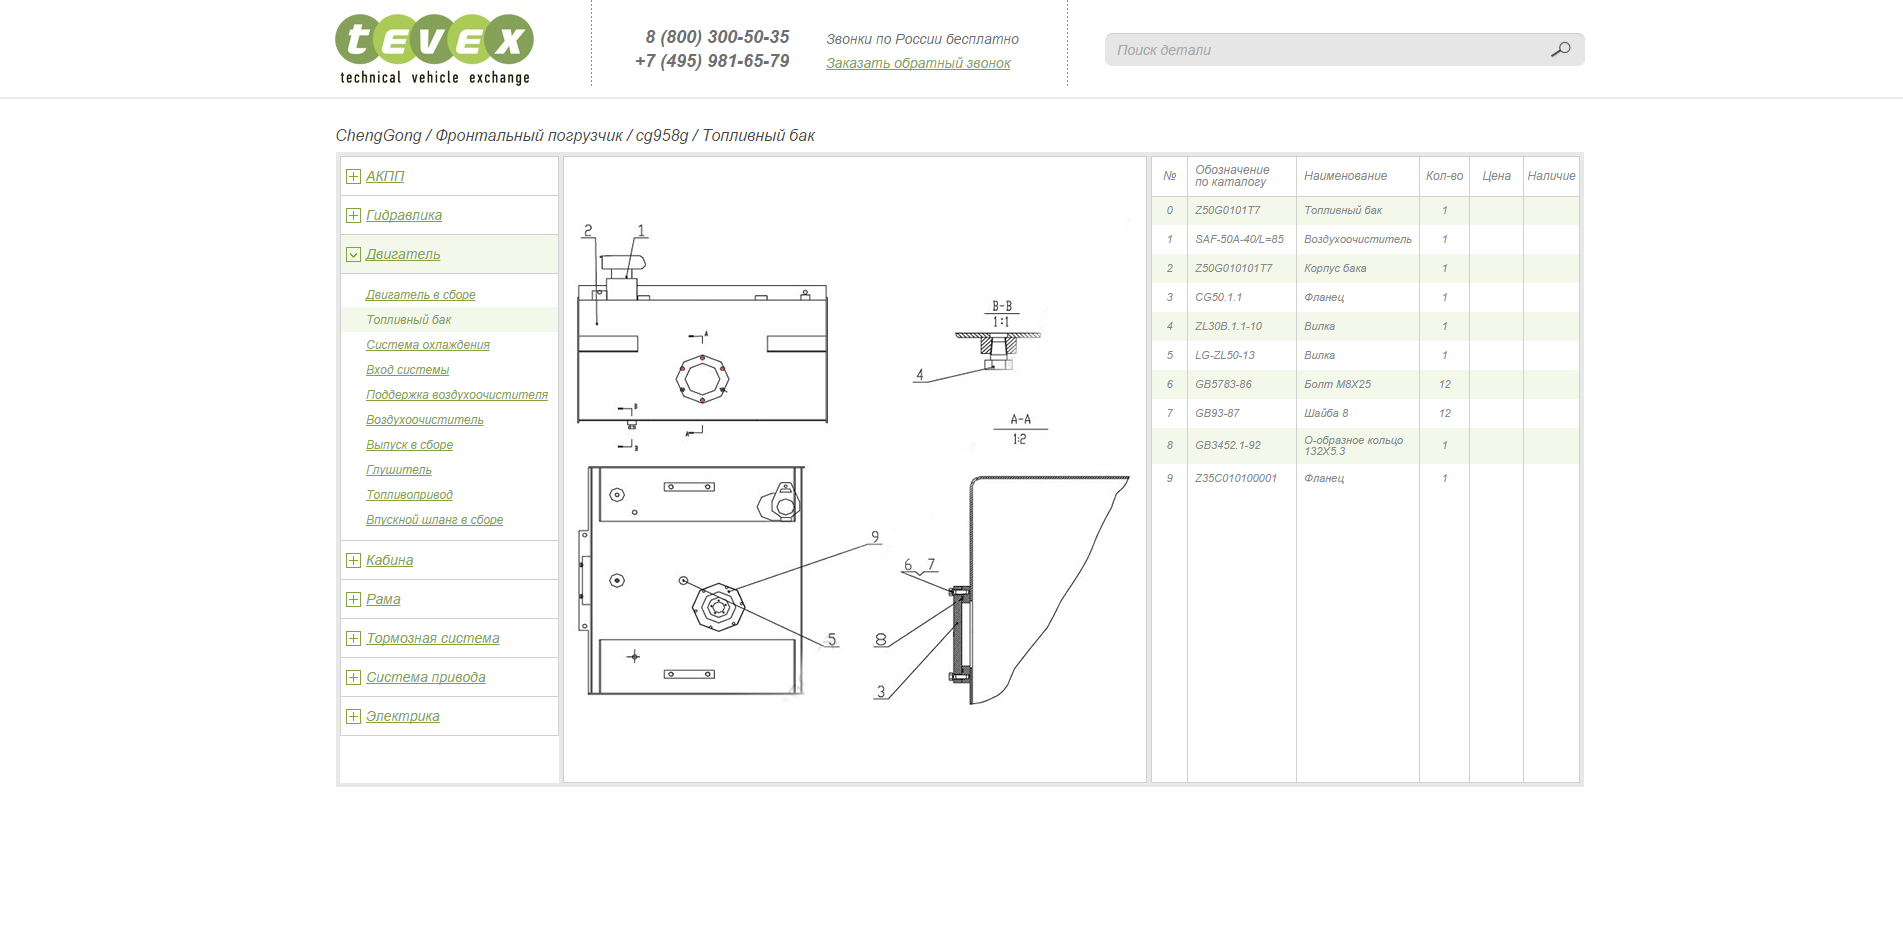 tevex
technical vehicle exchange
8 (800) 300-50-35
+7 (495) 981-65-79
Звонки по России бесплатно
Заказать обратный звонок
Поиск детали
ChengGong / Фронтальный погрузчик / cg958g / Топливный бак
АКПП
Гидравлика
Двигатель
Двигатель в сборе
Топливный бак
Система охлаждения
Вход системы
Поддержка воздухоочистителя
Воздухоочиститель
Выпуск в сборе
Глушитель
Топливопривод
Впускной шланг в сборе
Кабина
Рама
Тормозная система
Система привода
Электрика
2 1
A
B
A
B
B-B
1:1
4
A-A
1:2
9
5
6 7
8
3
№ Обозначение по каталогу Наименование Кол-во Цена Наличие
0 Z50G0101T7 Топливный бак 1
1 SAF-50A-40/L=85 Воздухоочиститель 1
2 Z50G010101T7 Корпус бака 1
3 CG50.1.1 Фланец 1
4 ZL30B.1.1-10 Вилка 1
5 LG-ZL50-13 Вилка 1
6 GB5783-86 Болт M8X25 12
7 GB93-87 Шайба 8 12
8 GB3452.1-92 О-образное кольцо 132X5.3 1
9 Z35C010100001 Фланец 1